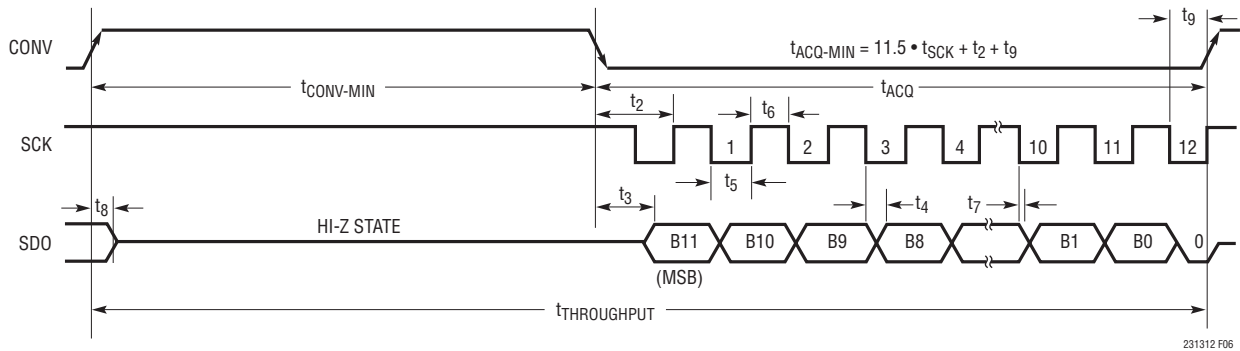 CONV
tACQ-MIN = 11.5 • tSCK + t2 + t9
t9
tCONV-MIN
tACQ
t2
t6
SCK
1
2
3
4
10
11
12
t5
t3
t4
t7
t8
SDO
HI-Z STATE
B11
B10
B9
B8
B1
B0
0
(MSB)
tTHROUGHPUT
231312 F06